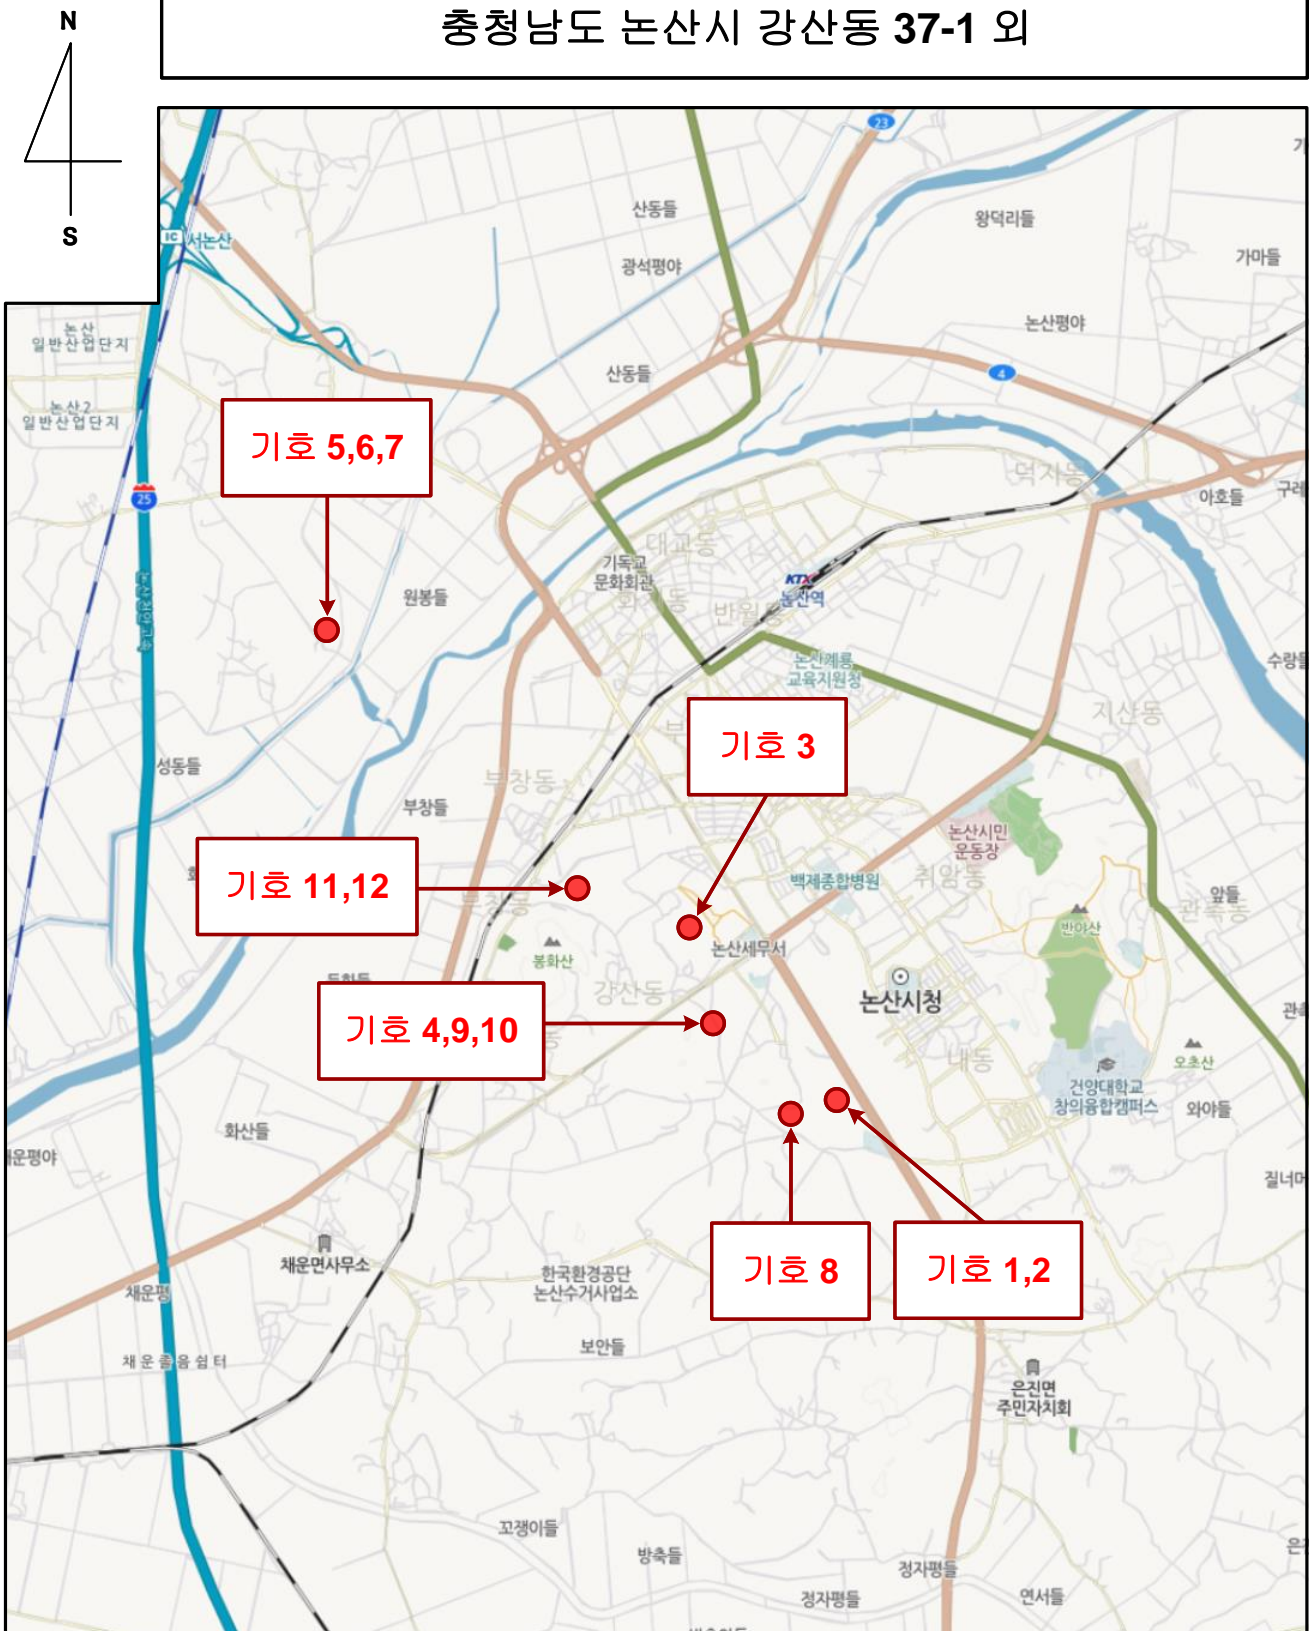 충청남도 논산시 강산동 37-1 외
N
S
23
산동들
왕덕리들
IC
서논산
광석평야
가마들
논산평야
논산
일반산업단지
산동들
4
논산2
일반산업단지
기호 5,6,7
덕지동
25
아호들
대교동
기독교
문화회관
KTX
논산역
원봉들
반월동
논산계룡
교육지원청
기호 3
지산동
성동들
부창동
부창들
논산시민
운동장
기호 11,12
백제종합병원
취암동
앞들
관촉동
반야산
논산세무서
봉화산
강산동
논산시청
기호 4,9,10
내동
오초산
건양대학교
창의융합캠퍼스
와야들
화산들
기호 8
기호 1,2
채운면사무소
한국환경공단
논산수거사업소
채운평
보안들
채운졸음쉼터
은진면
주민자치회
꼬쟁이들
방축들
정자평들
정자평들
연서들